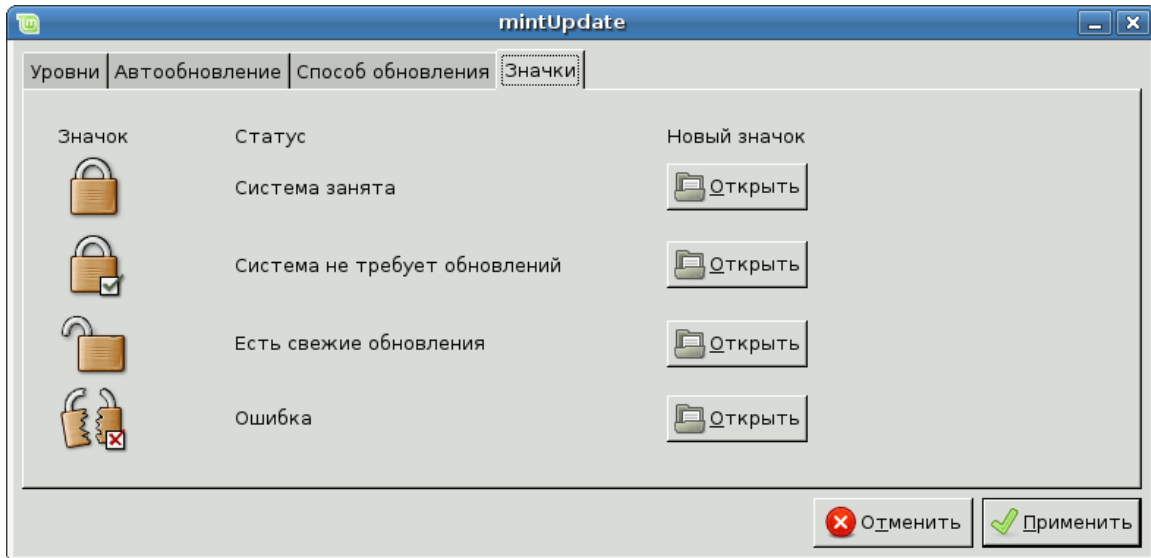 mintUpdate
Уровни Автообновление Способ обновления Значки
Значок Статус Новый значок
Система занята Открыть
Система не требует обновлений Открыть
Есть свежие обновления Открыть
Ошибка Открыть
Отменить Применить